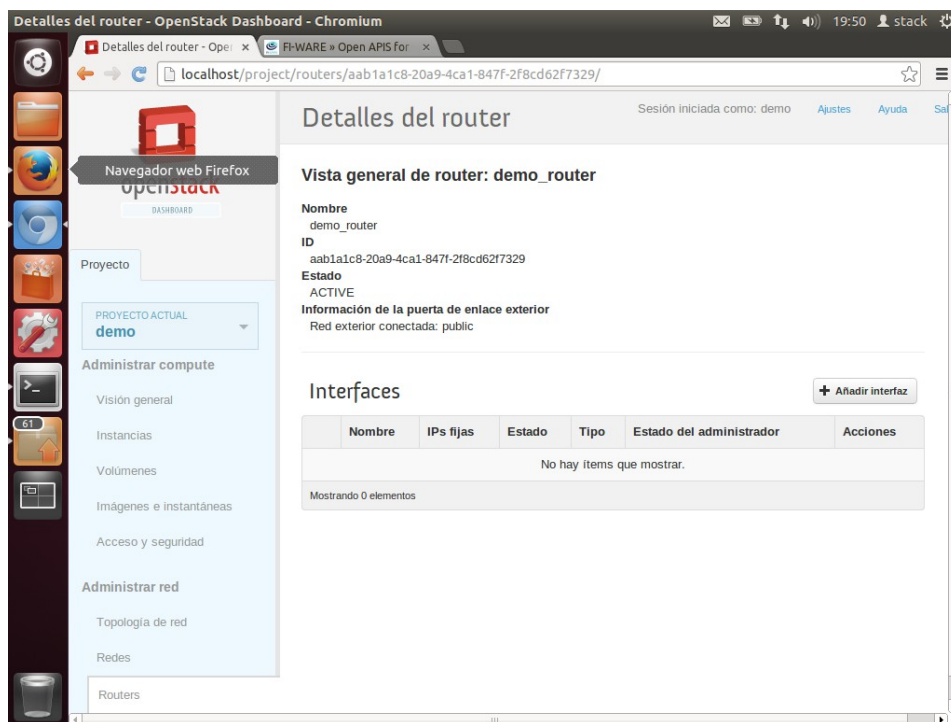 Detalles del router - OpenStack Dashboard - Chromium
19:50 stack
Detalles del router - Ope
FI-WARE » Open APIS for
localhost/project/routers/aab1a1c8-20a9-4ca1-847f-2f8cd62f7329/
Detalles del router
Sesión iniciada como: demo Ajustes Ayuda
Navegador web Firefox
openstack
DASHBOARD
Proyecto
PROYECTO ACTUAL
demo
Administrar compute
Visión general
Instancias
Volúmenes
Imágenes e instantáneas
Acceso y seguridad
Administrar red
Topología de red
Redes
Routers
61
Vista general de router: demo_router
Nombre
demo_router
ID
aab1a1c8-20a9-4ca1-847f-2f8cd62f7329
Estado
ACTIVE
Información de la puerta de enlace exterior
Red exterior conectada: public
Interfaces
+ Añadir interfaz
Nombre IPs fijas Estado Tipo Estado del administrador Acciones
No hay ítems que mostrar.
Mostrando 0 elementos